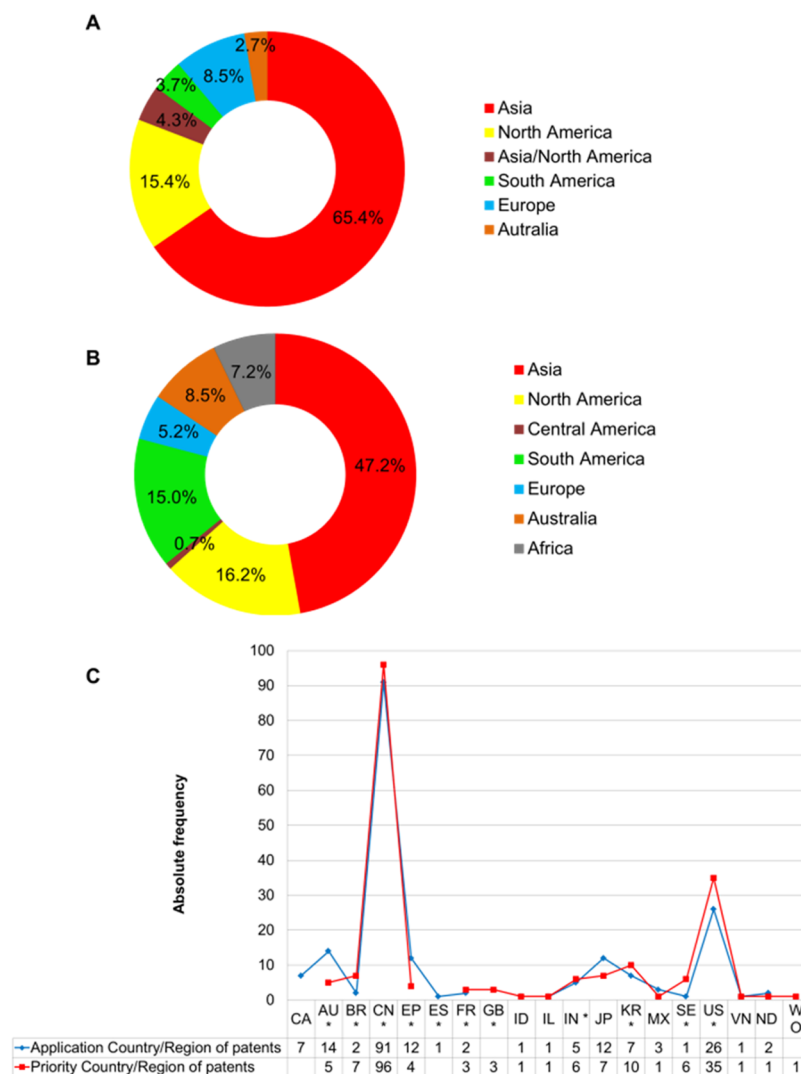 A
2.7%
3.7%
8.5%
4.3%
15.4%
65.4%
Asia
North America
Asia/North America
South America
Europe
Autralia
B
7.2%
8.5%
5.2%
47.2%
15.0%
0.7%
16.2%
Asia
North America
Central America
South America
Europe
Australia
Africa
C
Absolute frequency
100
90
80
70
60
50
40
30
20
10
0
CA AU * BR * CN * EP * ES * FR * GB * ID IL IN * JP KR * MX SE * US * VN ND WO
Application Country/Region of patents 7 14 2 91 12 1 2 1 1 5 12 7 3 1 26 1 2
Priority Country/Region of patents 5 7 96 4 3 3 1 1 6 7 10 1 6 35 1 1 1